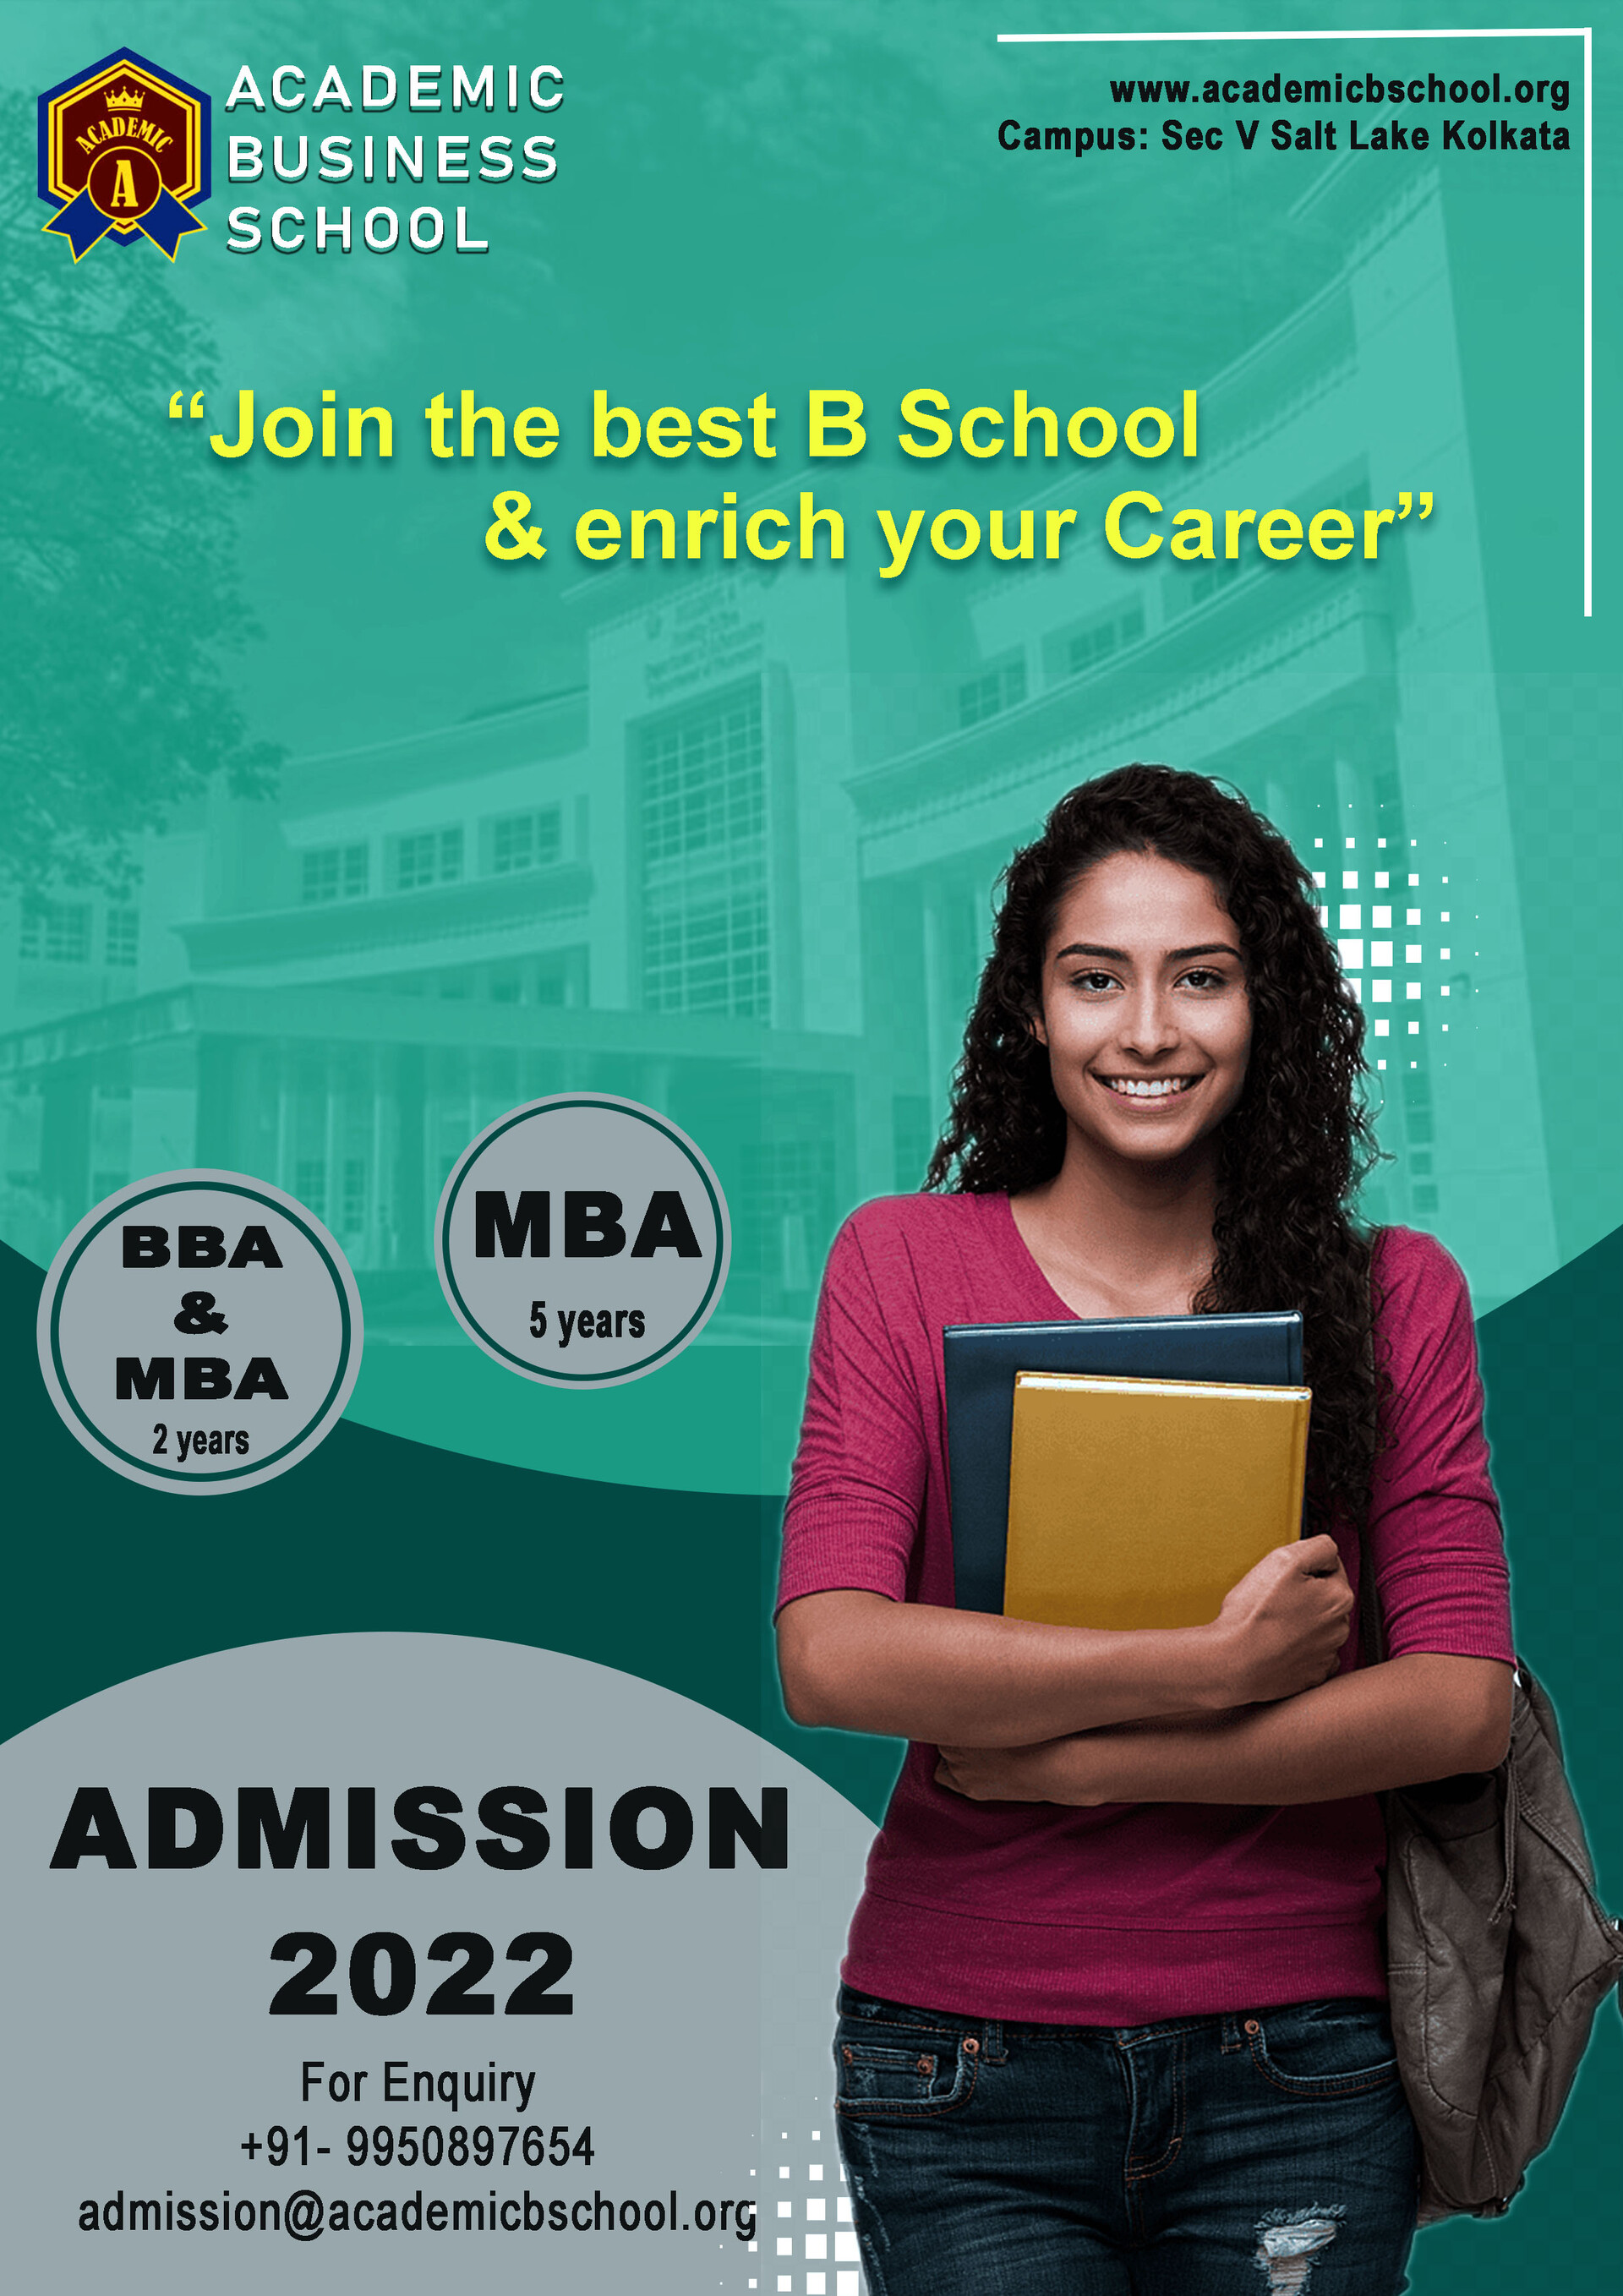 ACADEMIC
A
ACADEMIC
BUSINESS
SCHOOL
www.academicbschool.org
Campus: Sec V Salt Lake Kolkata
“Join the best B School
& enrich your Career”
BBA
&
MBA
2 years
MBA
5 years
ADMISSION
2022
For Enquiry
+91- 9950897654
admission@academicbschool.org